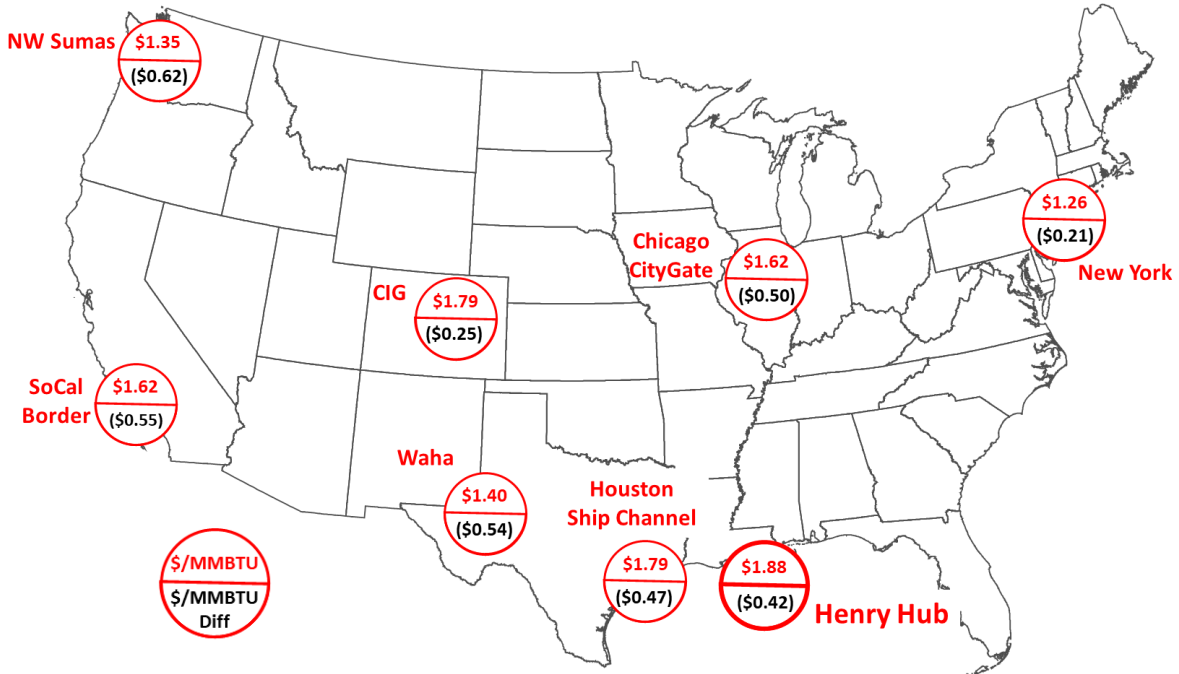 NW Sumas
$1.35
($0.62)
$1.26
($0.21)
New York
Chicago
CityGate
$1.62
($0.50)
CIG
$1.79
($0.25)
SoCal
Border
$1.62
($0.55)
Waha
$1.40
($0.54)
Houston
Ship Channel
$1.79
($0.47)
$1.88
($0.42)
Henry Hub
$/MMBTU
$/MMBTU
Diff